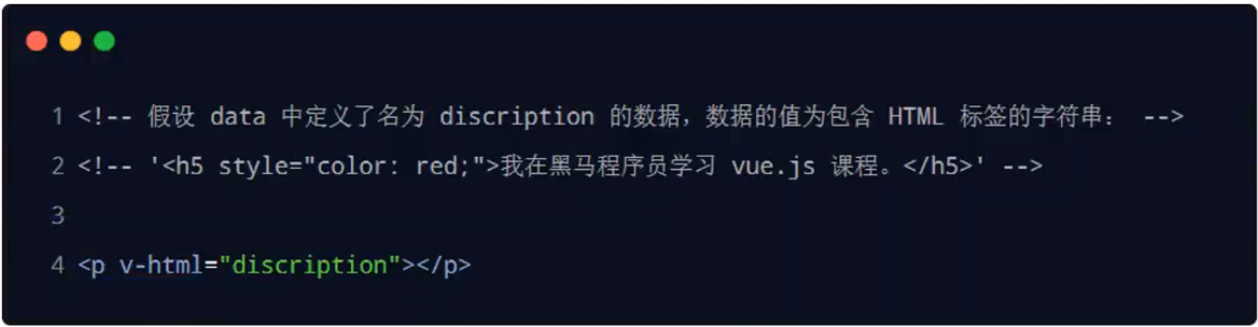 1 <!-- 假设 data 中定义了名为 discription 的数据，数据的值为包含 HTML 标签的字符串： -->
2 <!-- '<h5 style="color: red;">我在黑马程序员学习 vue.js 课程。</h5>' -->
3
4 <p v-html="discription"></p>